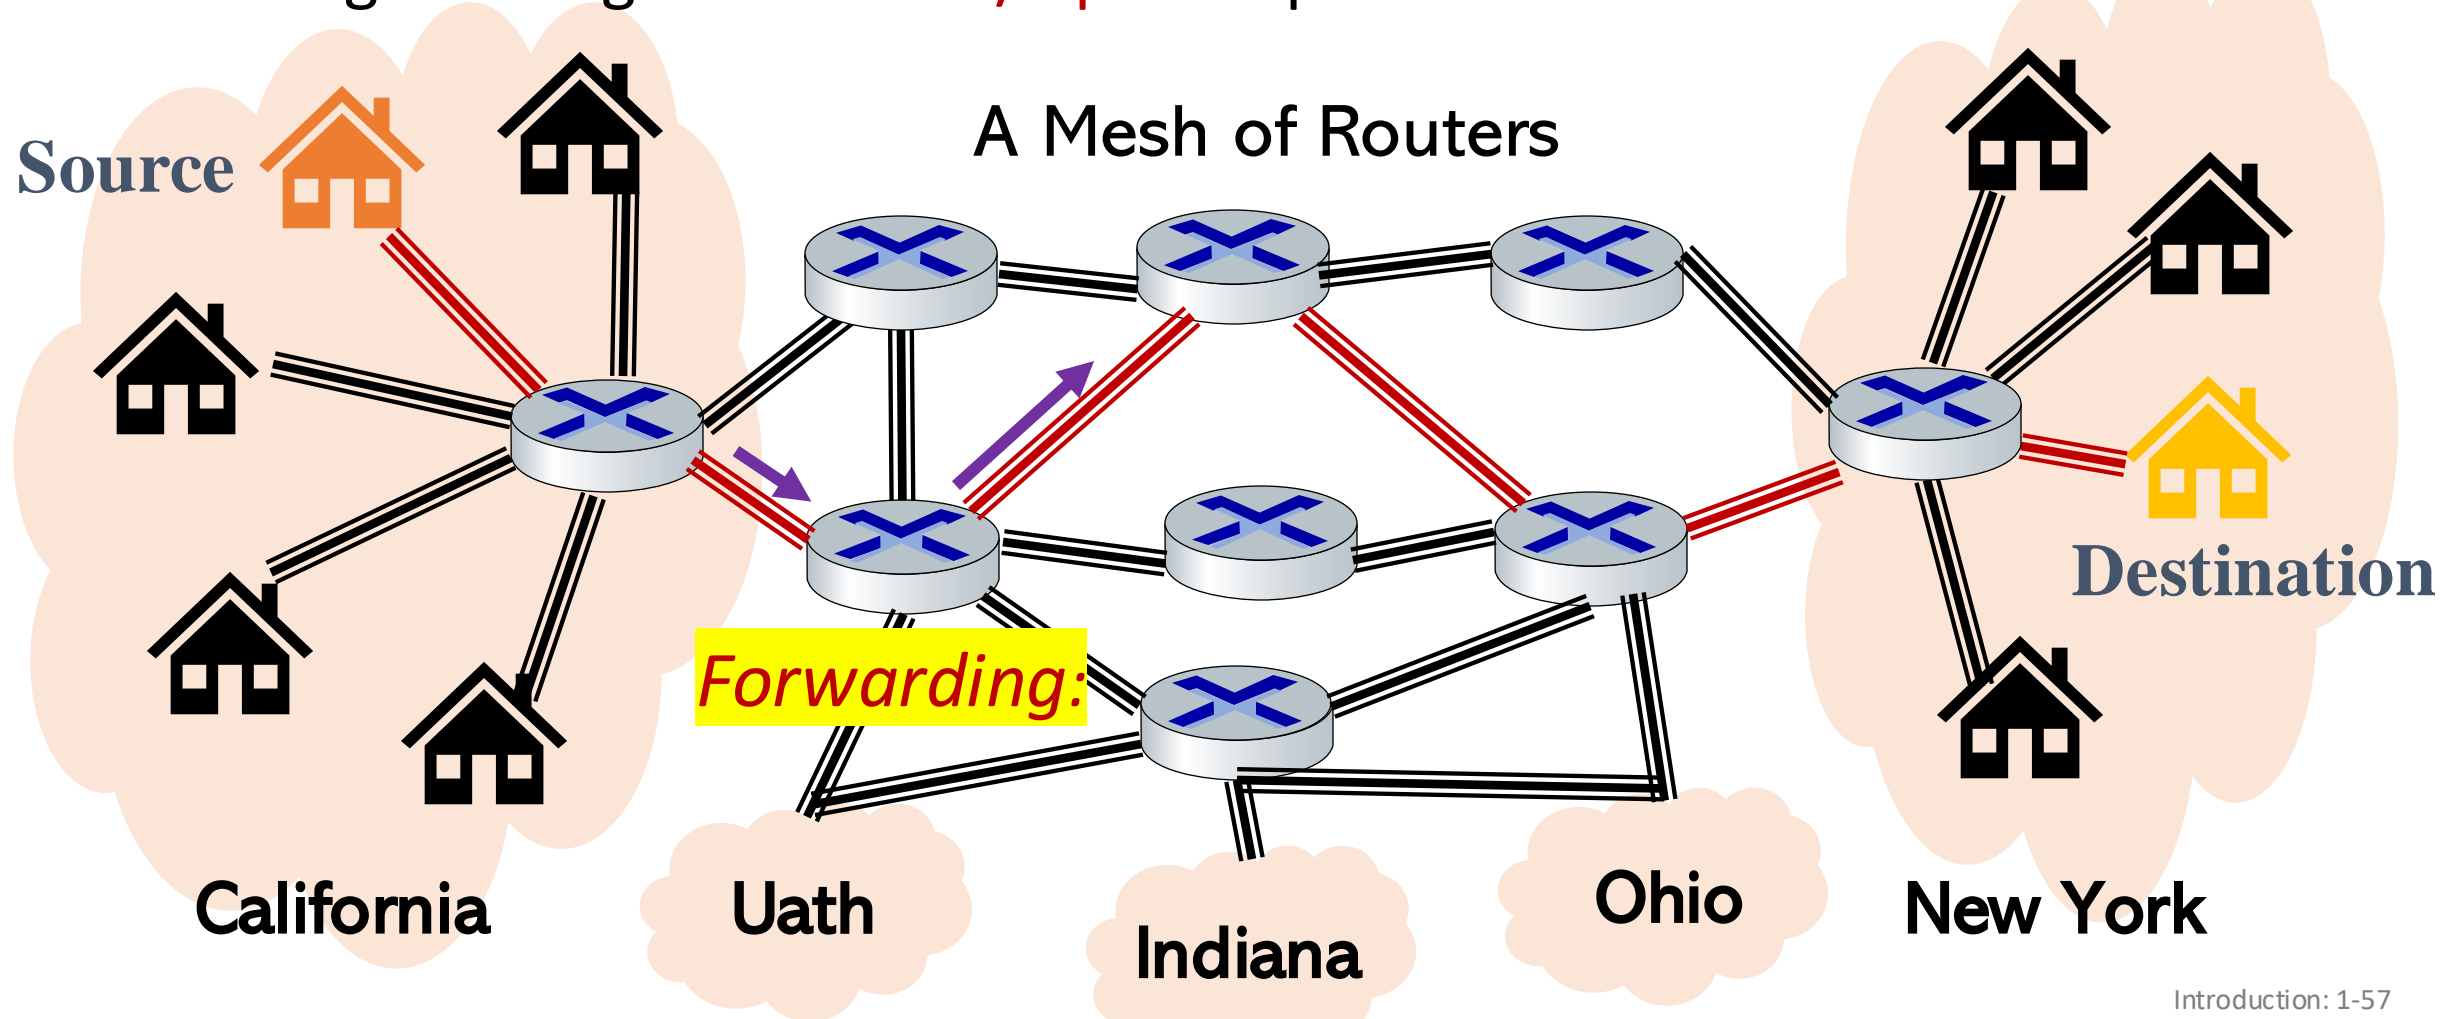 A Mesh of Routers
Source
Destination
Forwarding:
California
Uath
Indiana
Ohio
New York
Introduction: 1-57